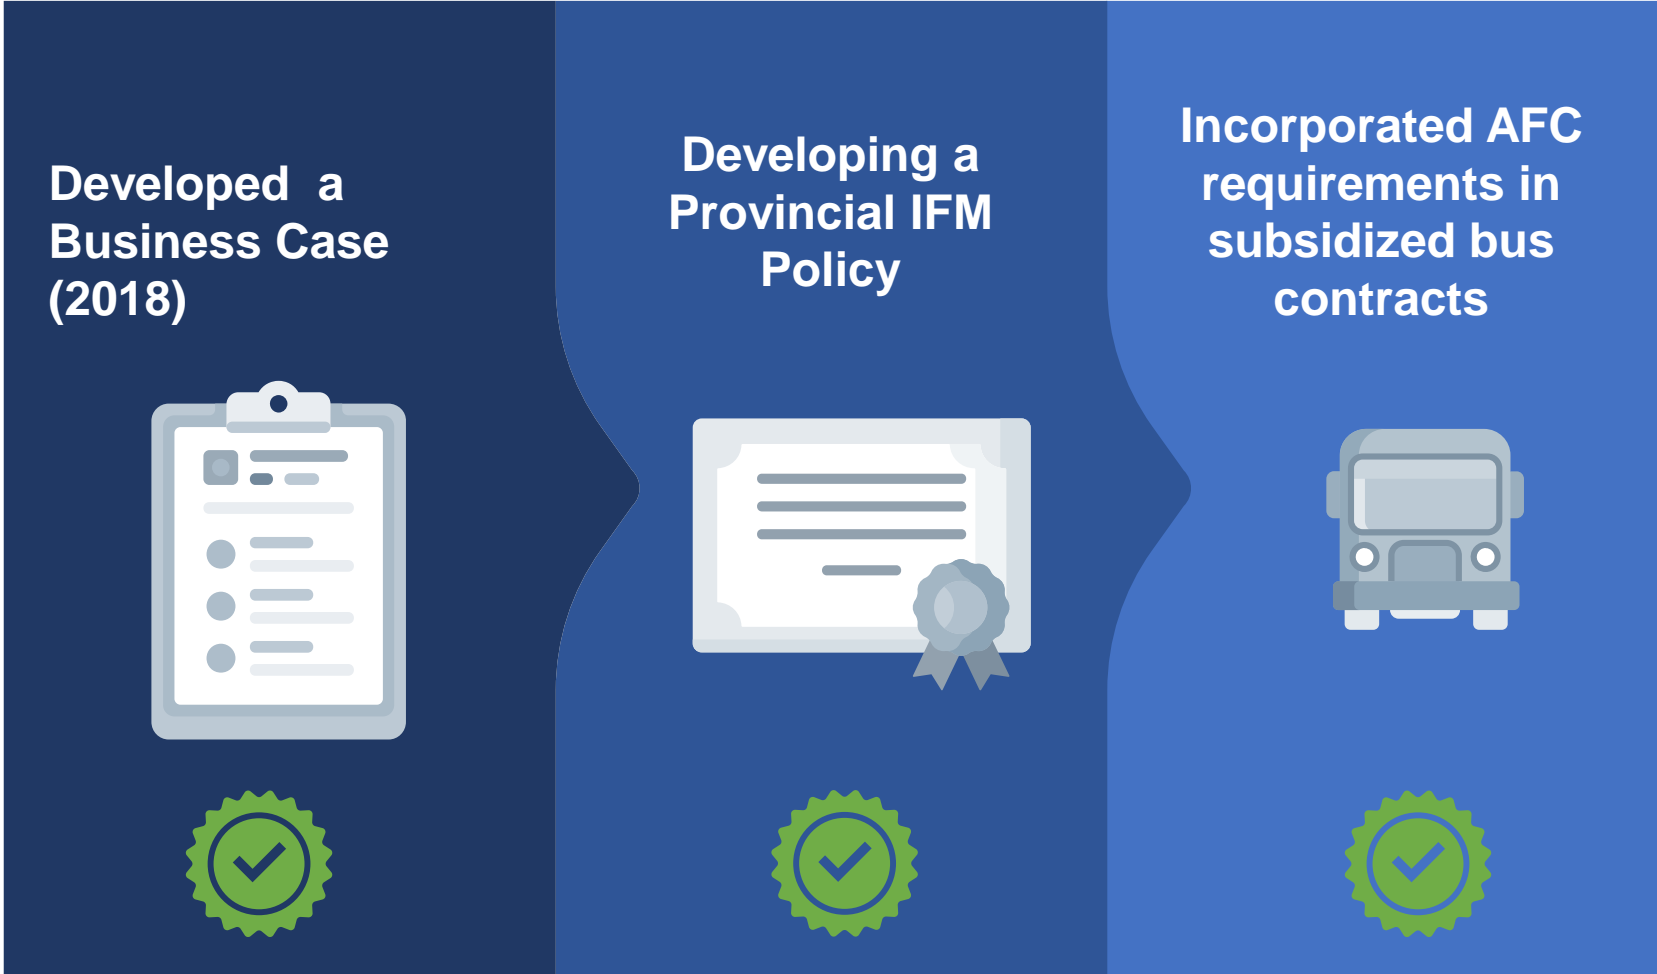 Developed  a
Business Case
(2018)
Developing a
Provincial IFM
Policy
Incorporated AFC
requirements in
subsidized bus
contracts